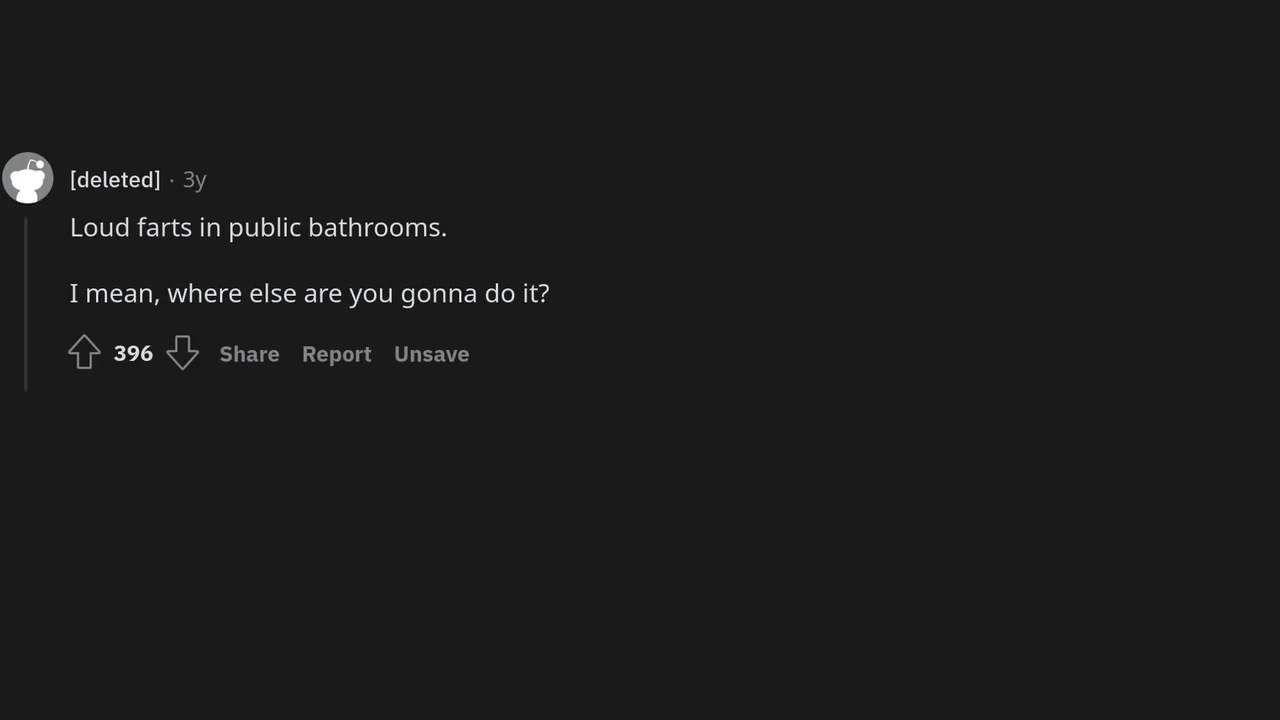 [deleted] · 3y
Loud farts in public bathrooms.
I mean, where else are you gonna do it?
396 Share Report Unsave